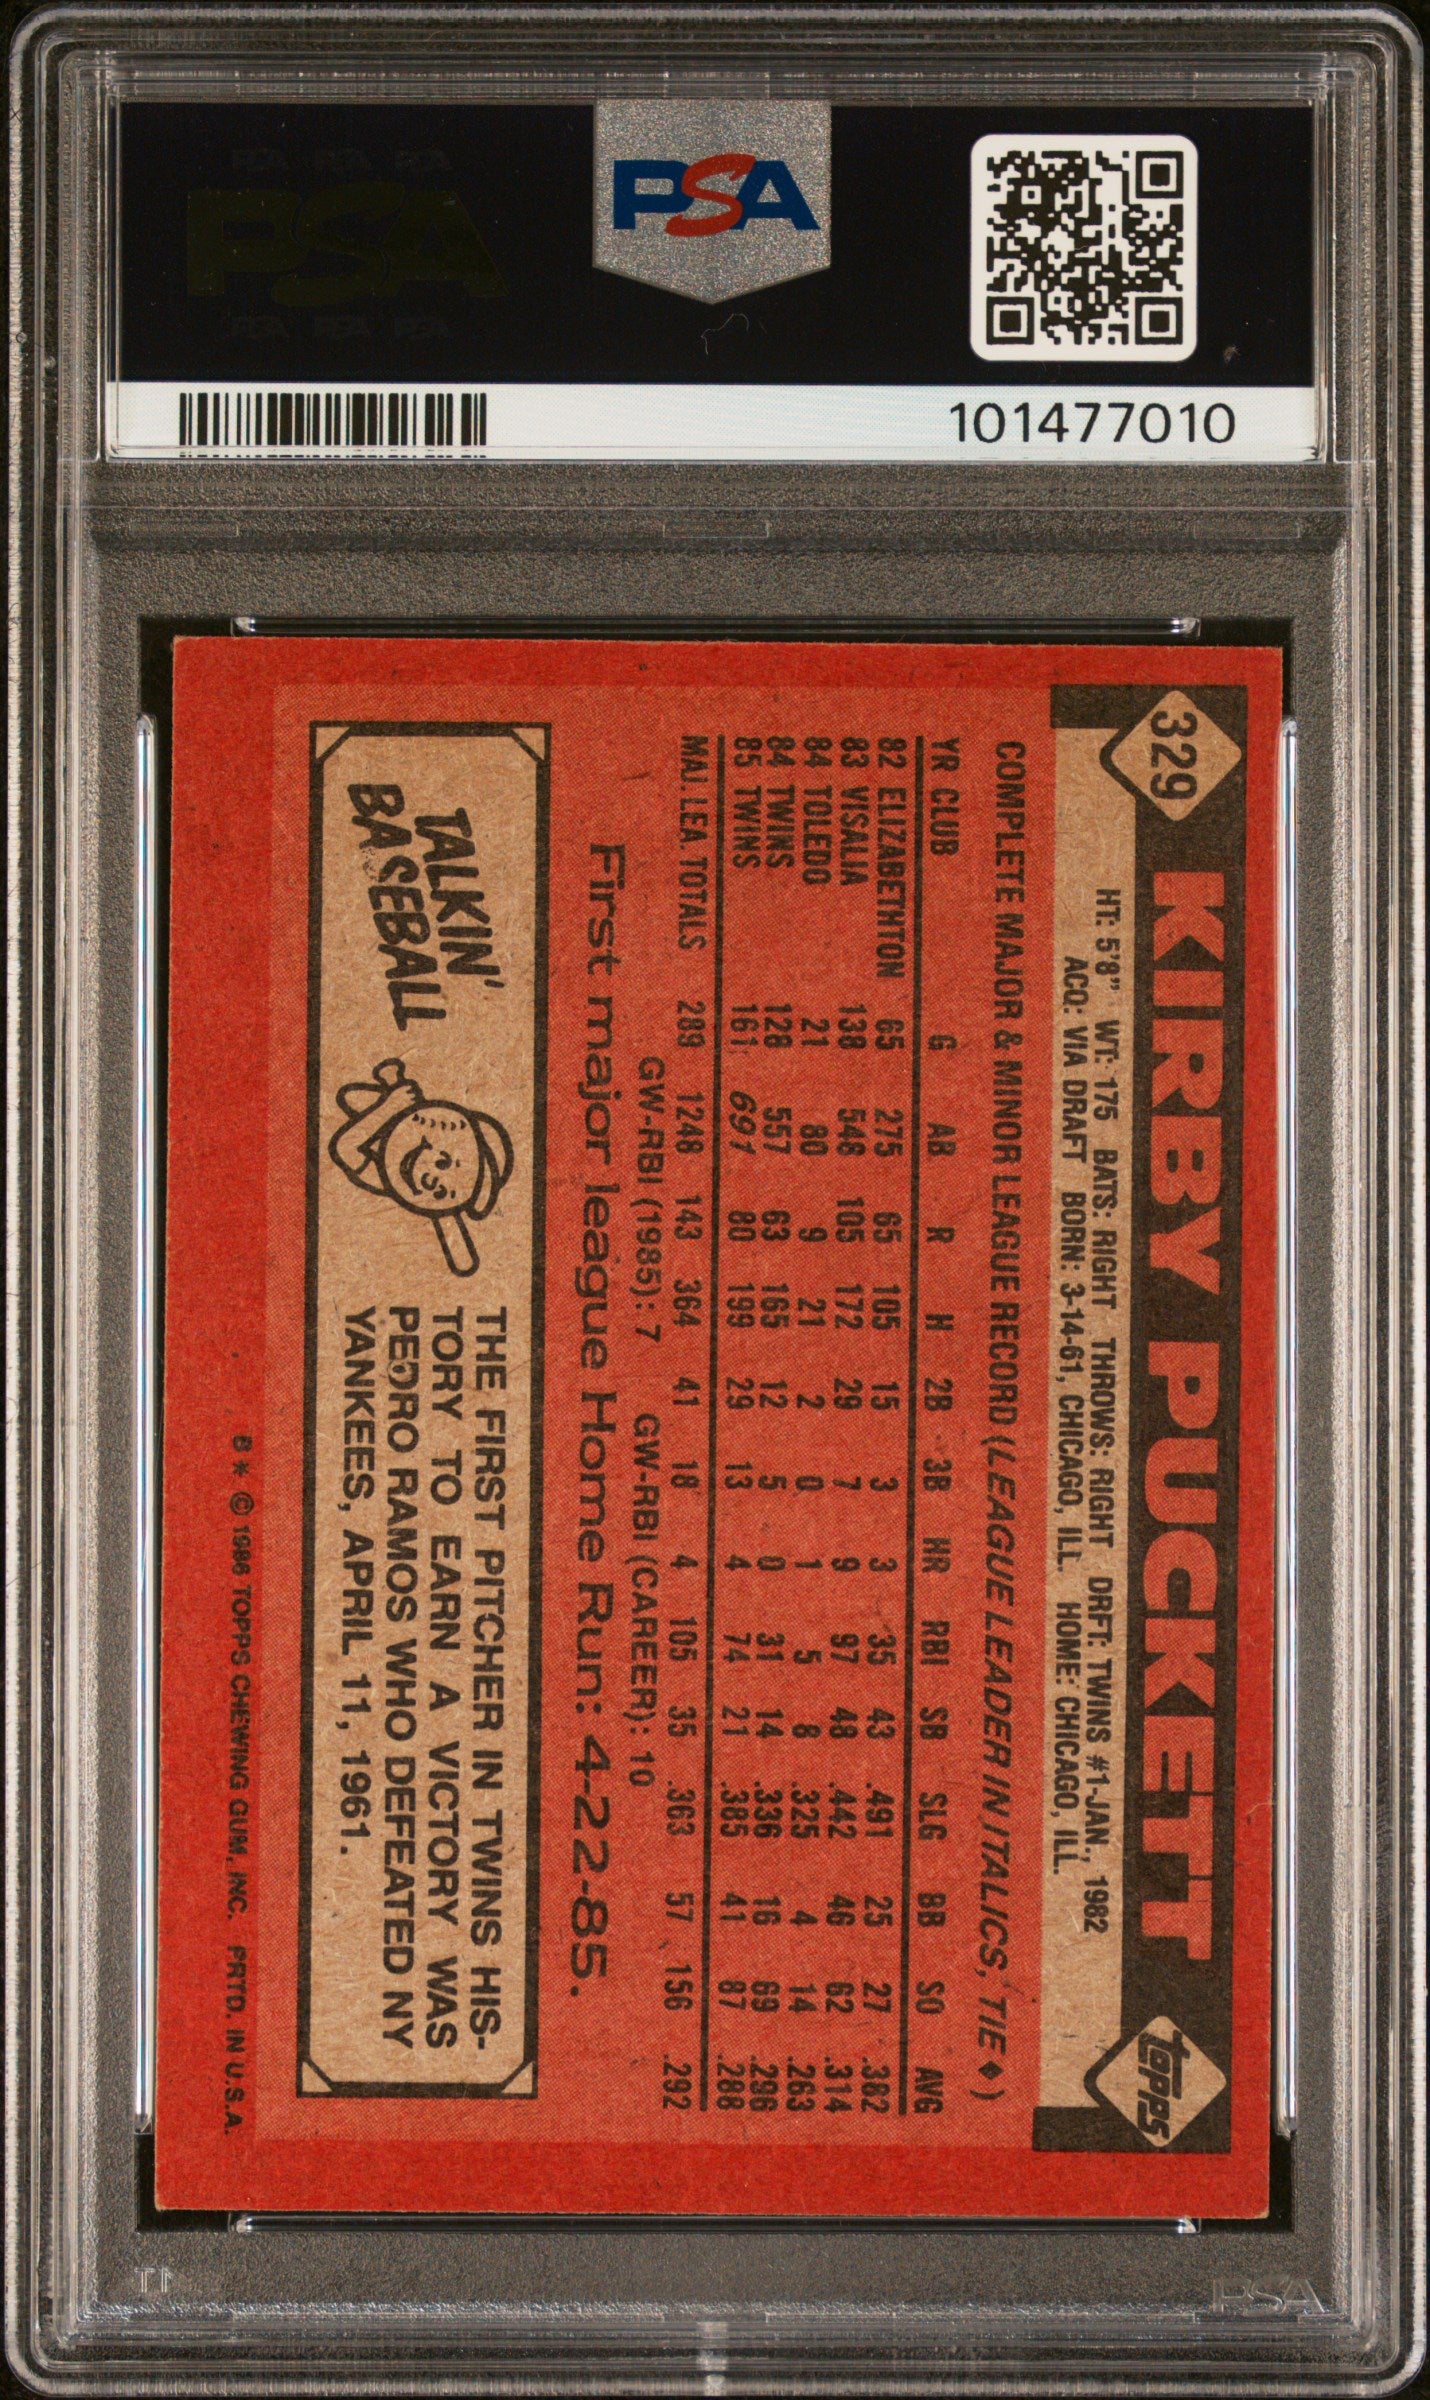 PSA
PSA PSA PSA
PSA
PSA PSA PSA
101477010
329
KIRBY PUCKETT
topps
HT: 5'8" WT: 175 BATS: RIGHT THROWS: RIGHT DRFT: TWINS #1-JAN., 1982
ACQ: VIA DRAFT BORN: 3-14-61, CHICAGO, ILL. HOME: CHICAGO, ILL.
COMPLETE MAJOR & MINOR LEAGUE RECORD (LEAGUE LEADER IN ITALICS, TIE ♦)
YR CLUB G AB R H 2B 3B HR RBI SB SLG BB SO AVG
82 ELIZABETHTON 65 275 65 105 15 3 3 35 43 .491 25 27 .382
83 VISALIA 138 548 105 172 29 7 9 97 48 .442 46 62 .314
84 TOLEDO 21 80 9 21 2 0 1 5 8 .325 4 14 .263
84 TWINS 128 557 63 165 12 5 0 31 14 .336 16 69 .296
85 TWINS 161 691 80 199 29 13 4 74 21 .385 41 87 .288
MAJ. LEA. TOTALS 289 1248 143 364 41 18 4 105 35 .363 57 156 .292
GW-RBI (1985): 7 GW-RBI (CAREER): 10
First major league Home Run: 4-22-85.
TALKIN'
BASEBALL
THE FIRST PITCHER IN TWINS HIS-
TORY TO EARN A VICTORY WAS
PEDRO RAMOS WHO DEFEATED NY
YANKEES, APRIL 11, 1961.
B * © 1986 TOPPS CHEWING GUM, INC. PRTD. IN U.S.A.
PSA